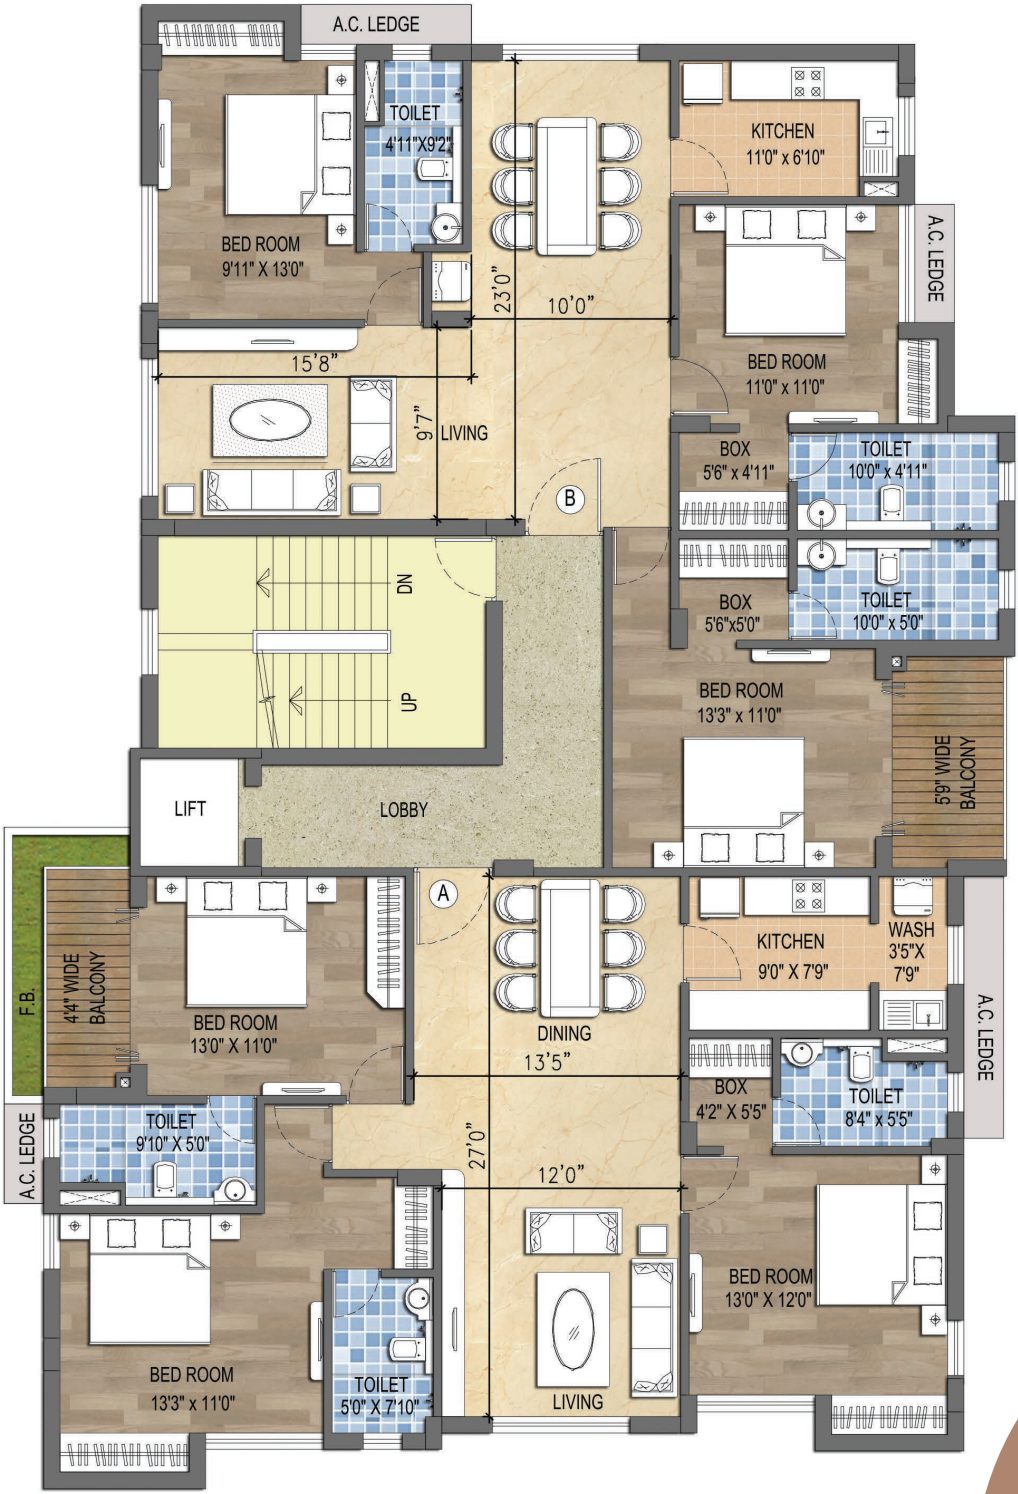 A.C. LEDGE
TOILET
4'11"X9'2"
KITCHEN
11'0" x 6'10"
BED ROOM
9'11" X 13'0"
A.C. LEDGE
23'0"
10'0"
15'8"
BED ROOM
11'0" x 11'0"
9'7"
LIVING
BOX
5'6" x 4'11"
TOILET
10'0" x 4'11"
B
DN
UP
BOX
5'6"x5'0"
TOILET
10'0" x 5'0"
BED ROOM
13'3" x 11'0"
5'9" WIDE
BALCONY
LIFT
LOBBY
A
F.B.
4'4" WIDE
BALCONY
BED ROOM
13'0" X 11'0"
DINING
13'5"
KITCHEN
9'0" X 7'9"
WASH
3'5"X
7'9"
A.C. LEDGE
BOX
4'2" X 5'5"
TOILET
8'4" x 5'5"
A.C. LEDGE
TOILET
9'10" X 5'0"
27'0"
12'0"
BED ROOM
13'0" X 12'0"
BED ROOM
13'3" x 11'0"
TOILET
5'0" X 7'10"
LIVING